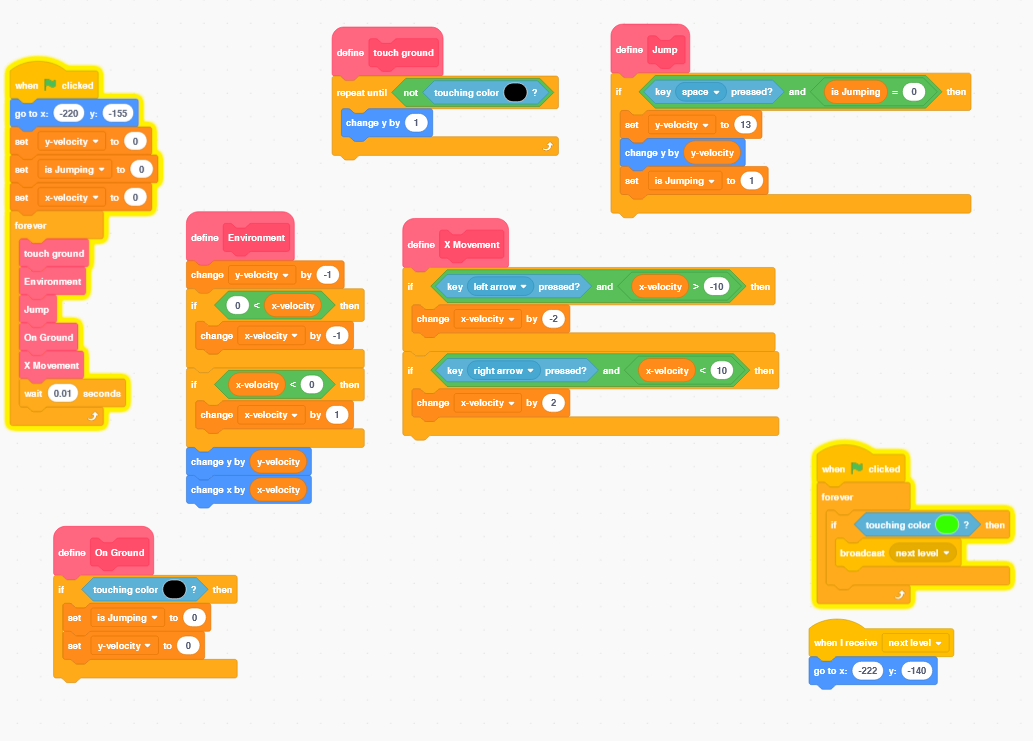 when clicked
go to x: -220 y: -155
set y-velocity to 0
set is Jumping to 0
set x-velocity to 0
forever
touch ground
Environment
Jump
On Ground
X Movement
wait 0.01 seconds
define touch ground
repeat until not touching color ?
change y by 1
define Jump
if key space pressed? and is Jumping = 0 then
set y-velocity to 13
change y by y-velocity
set is Jumping to 1
define Environment
change y-velocity by -1
if 0 < x-velocity then
change x-velocity by -1
if x-velocity < 0 then
change x-velocity by 1
change y by y-velocity
change x by x-velocity
define X Movement
if key left arrow pressed? and x-velocity > -10 then
change x-velocity by -2
if key right arrow pressed? and x-velocity < 10 then
change x-velocity by 2
define On Ground
if touching color ? then
set is Jumping to 0
set y-velocity to 0
when clicked
forever
if touching color ? then
broadcast next level
when I receive next level
go to x: -222 y: -140